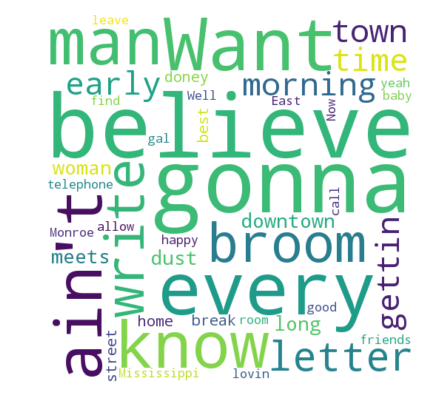 leave
man Want town
time
early doney morning yeah
find Well East Now baby
believe
gal best
woman gonna
telephone
ain't write call
Monroe allow downtown gettin
happy broom
meets dust
every
home break room good long
street know letter friends
Mississippi lovin